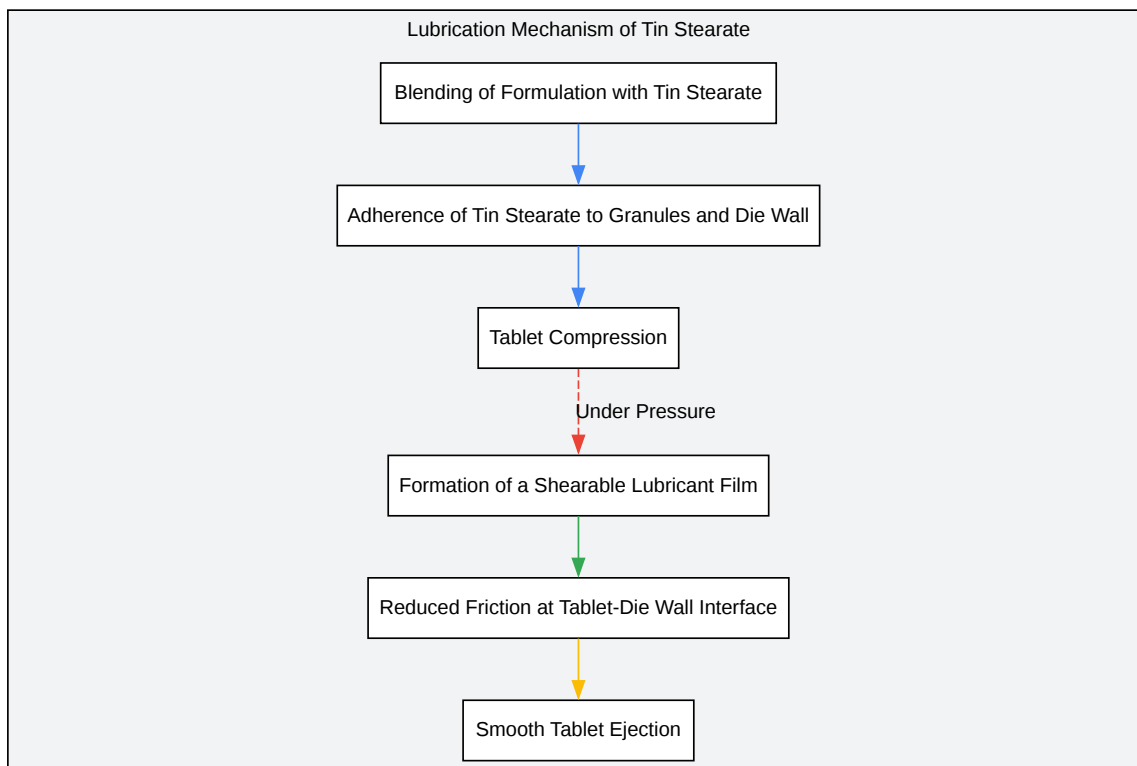 Lubrication Mechanism of Tin Stearate
Blending of Formulation with Tin Stearate
Adherence of Tin Stearate to Granules and Die Wall
Tablet Compression
Under Pressure
Formation of a Shearable Lubricant Film
Reduced Friction at Tablet-Die Wall Interface
Smooth Tablet Ejection